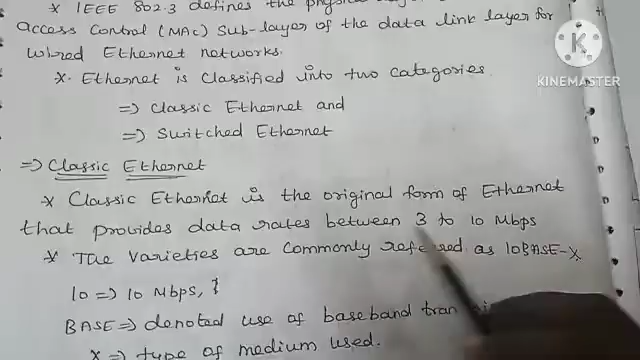 * IEEE 802.3 defines the physical
access control (MAC) sub-layer of the data link layer for
wired Ethernet networks.
* Ethernet is classified into two categories
=> Classic Ethernet and
=> Switched Ethernet
=> Classic Ethernet
* Classic Ethernet is the original form of Ethernet
that provides data rates between 3 to 10 Mbps
* The varieties are commonly referred as 10BASE-X
10 => 10 Mbps,
BASE => denoted use of baseband
X => type of medium used.
KINEMASTER